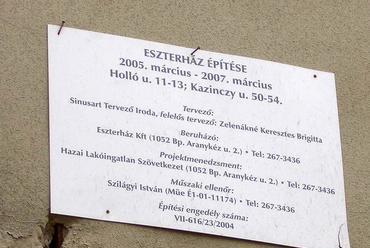 ESZTERHÁZ ÉPÍTÉSE
2005. március - 2007. március
Holló u. 11-13; Kazinczy u. 50-54.
Tervező:
Sinusart Tervező Iroda, felelős tervező: Zelenákné Keresztes Brigitta
Beruházó:
Eszterház Kft (1052 Bp. Aranykéz u. 2.) • Tel: 267-3436
Projektmenedzsment:
Hazai Lakóingatlan Szövetkezet (1052 Bp. Aranykéz u. 2.) • Tel: 267-3436
Műszaki ellenőr:
Szilágyi István (Müe É1-01-11174) • Tel: 267-3436
Építési engedély száma:
VII-616/23/2004